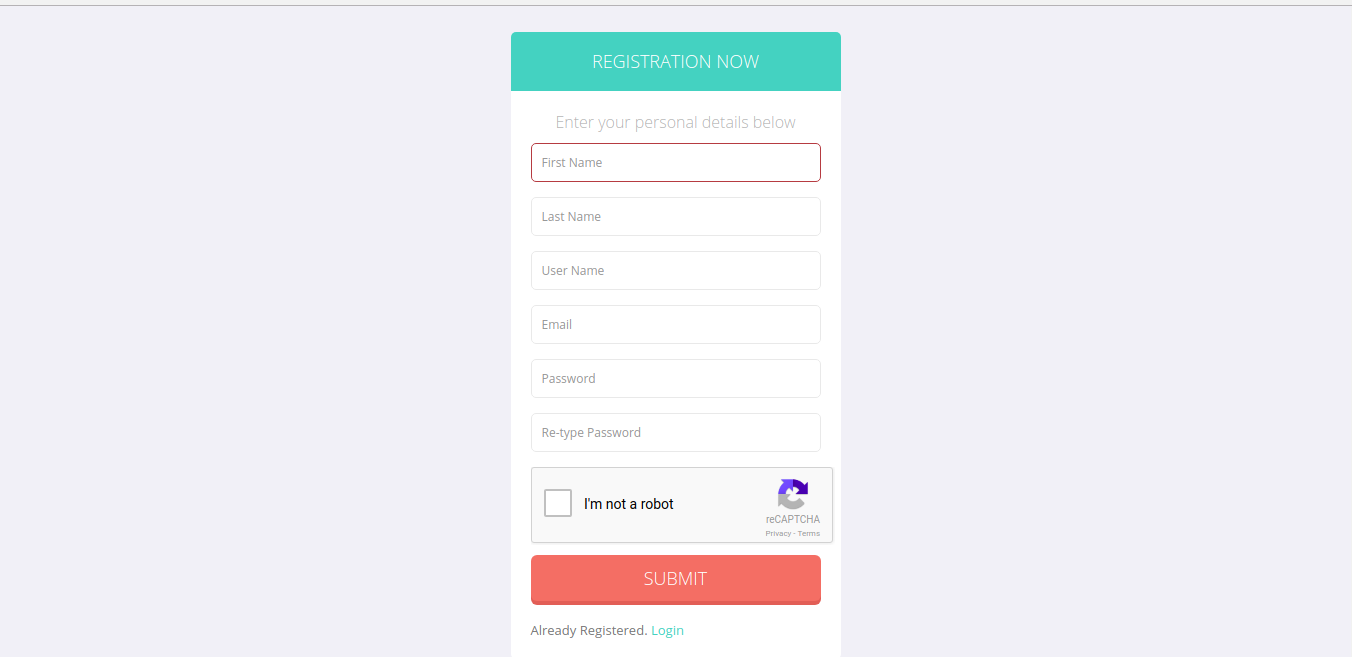 REGISTRATION NOW
Enter your personal details below
First Name
Last Name
User Name
Email
Password
Re-type Password
I'm not a robot
reCAPTCHA
Privacy - Terms
SUBMIT
Already Registered. Login